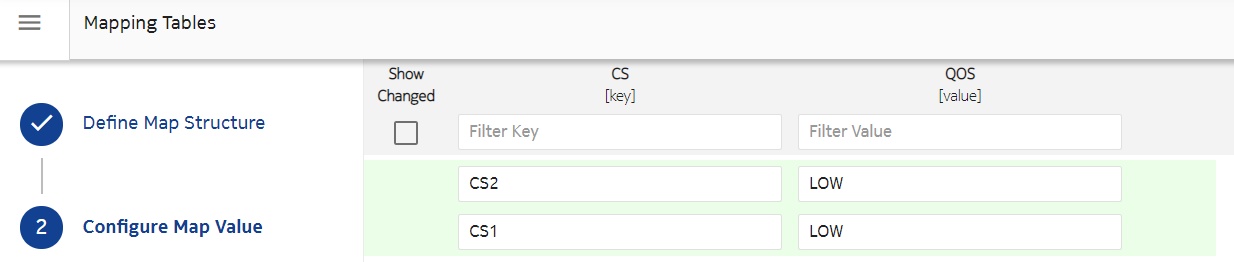 Mapping Tables
Define Map Structure
2 Configure Map Value
Show Changed CS [key] QOS [value]
Filter Key Filter Value
CS2 LOW
CS1 LOW